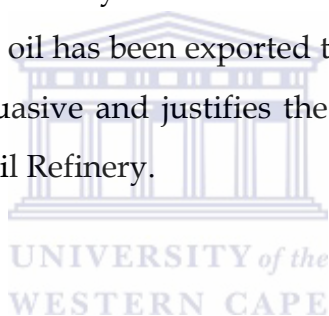 oil has been exported t
uasive and justifies the
il Refinery.
UNIVERSITY of the
WESTERN CAPE